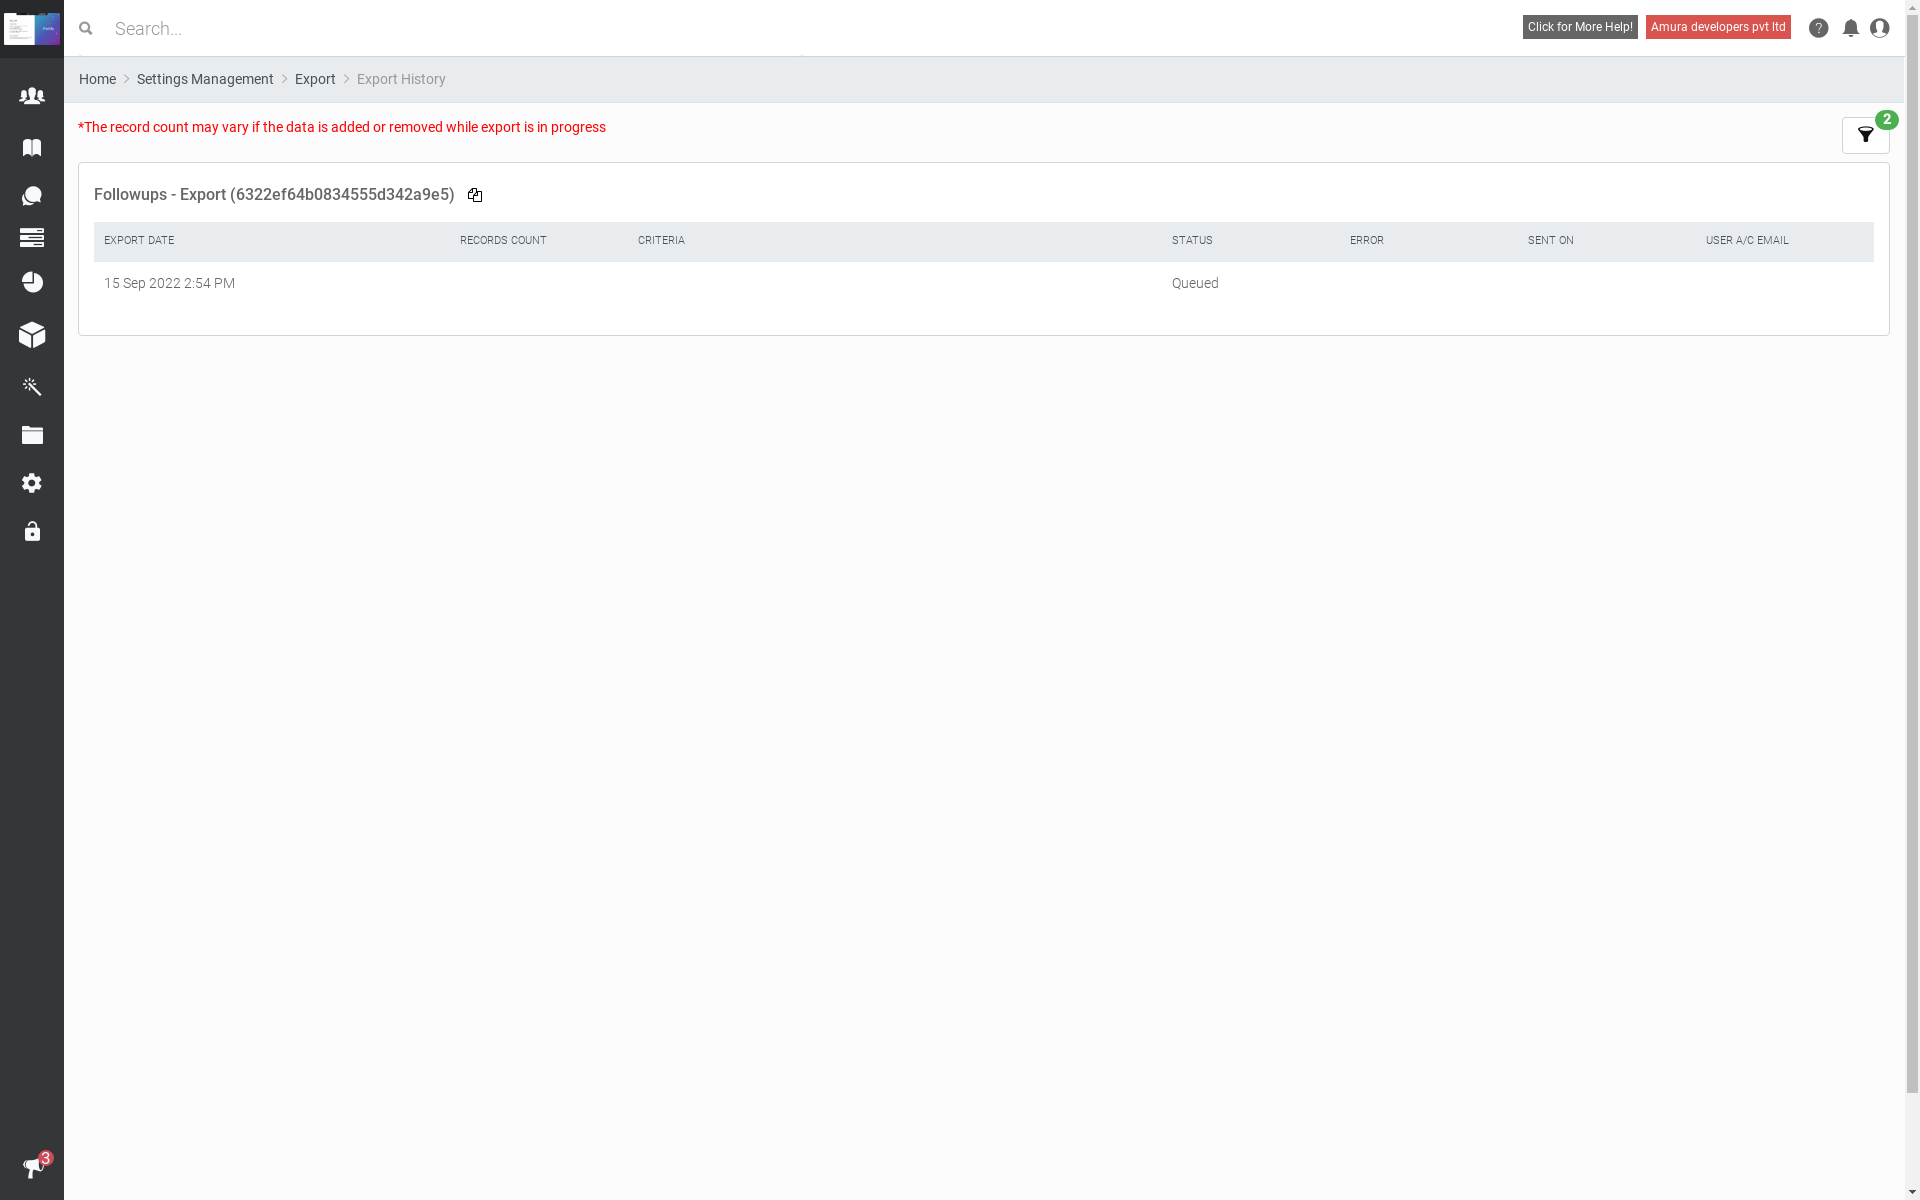 Search...
Click for More Help!
Amura developers pvt ltd
Home > Settings Management > Export > Export History
*The record count may vary if the data is added or removed while export is in progress
2
Followups - Export (6322ef64b0834555d342a9e5)
EXPORT DATE RECORDS COUNT CRITERIA STATUS ERROR SENT ON USER A/C EMAIL
15 Sep 2022 2:54 PM Queued
3